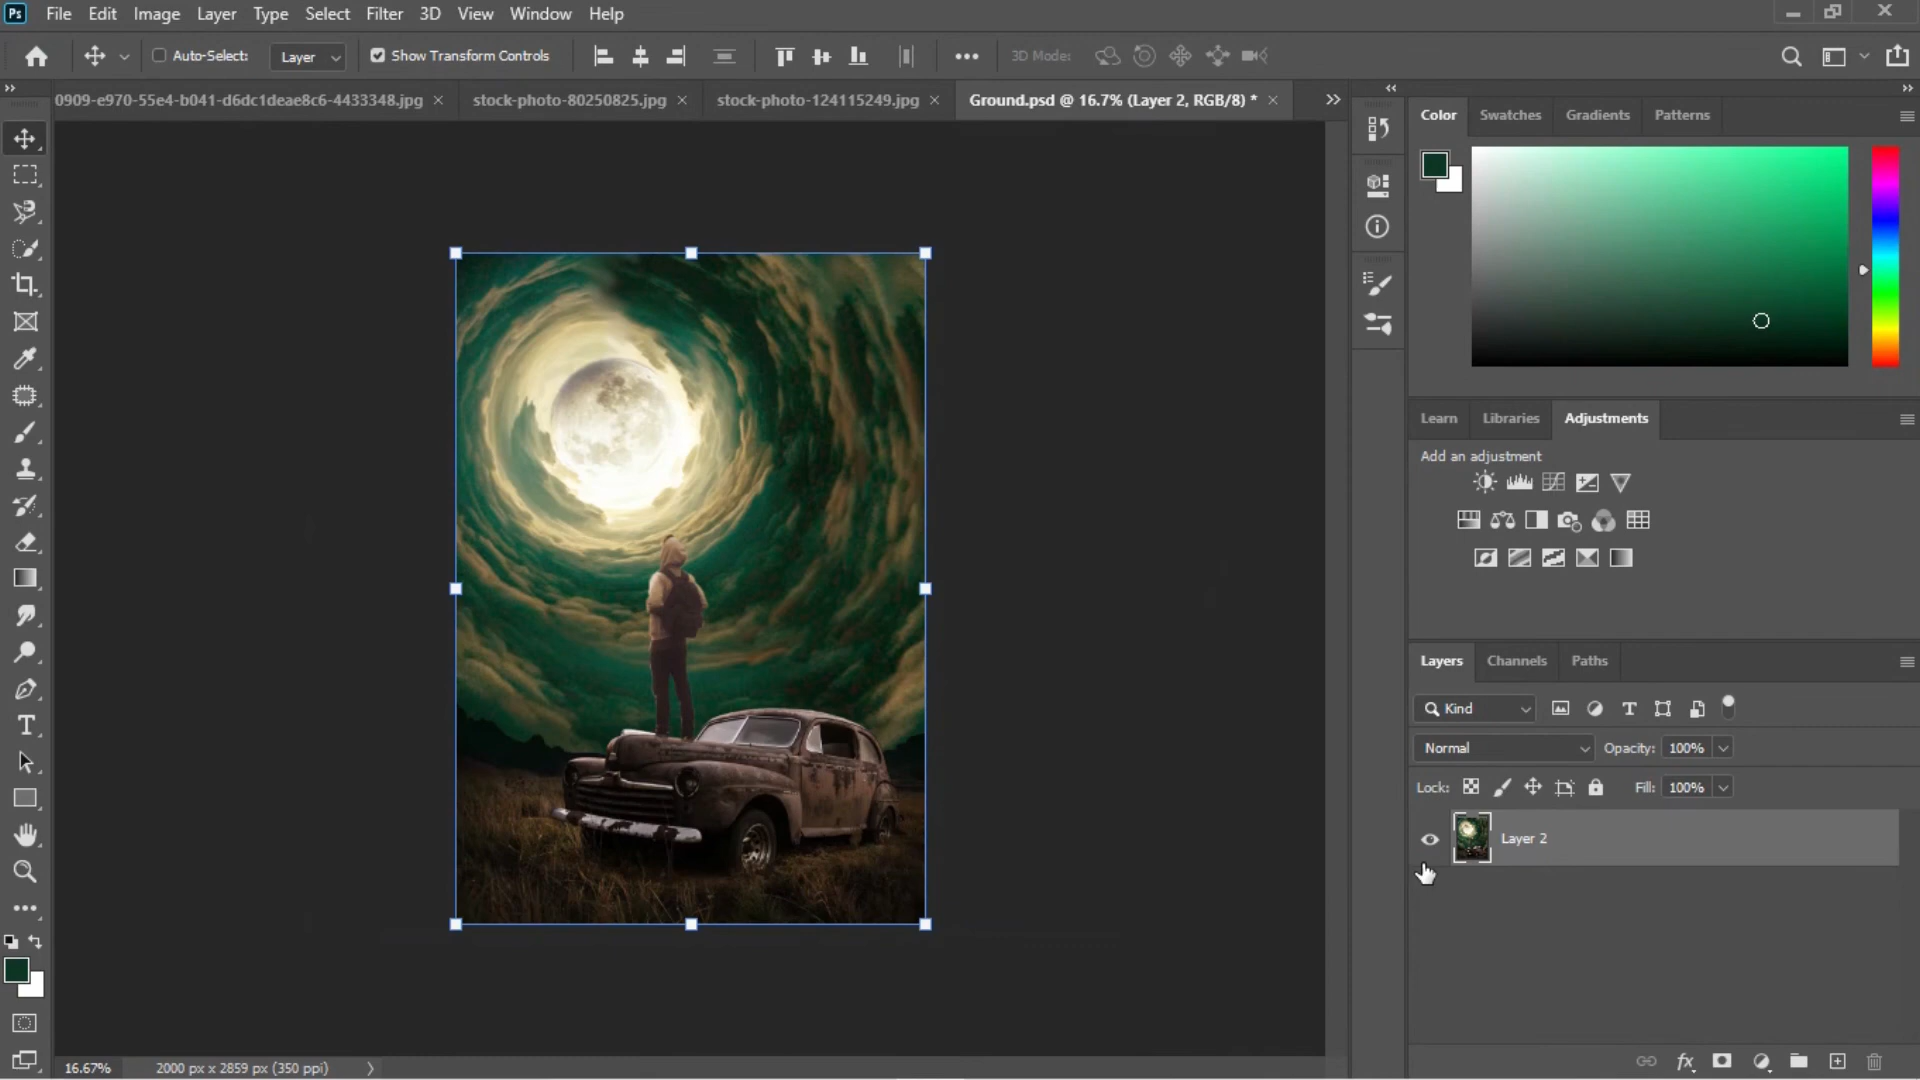 Ps File Edit Image Layer Type Select Filter 3D View Window Help
Auto-Select: Layer Show Transform Controls 3D Mode:
0909-e970-55e4-b041-d6dc1deae8c6-4433348.jpg stock-photo-80250825.jpg stock-photo-124115249.jpg Ground.psd @ 16.7% (Layer 2, RGB/8) *
Color Swatches Gradients Patterns
Learn Libraries Adjustments
Add an adjustment
Layers Channels Paths
Kind
Normal Opacity: 100%
Lock: Fill: 100%
Layer 2
fx
16.67% 2000 px x 2859 px (350 ppi)